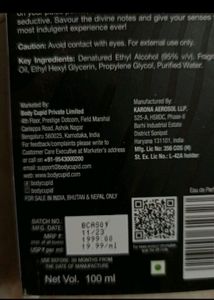 seductive. Savour the divine notes and give your senses
most indulgent experience ever!
Caution: Avoid contact with eyes. For external use only.
Key Ingredients: Denatured Ethyl Alcohol (95% v/v), Fragr
Oil, Ethyl Hexyl Glycerin, Propylene Glycol, Purified Water.
Marketed By:
Body Cupid Private Limited
4th Floor, Prestige Dotcom, Field Marshal
Cariappa Road, Ashok Nagar
Bengaluru 560025, Karnataka, India
For feedback/complaints please write to
Customer Care Executive at Marketer's address
or call us on +91-9543000200
email: support@bodycupid.com
web: www.bodycupid.com
bodycupid
bodycupid
FOR SALE IN INDIA, BHUTAN & NEPAL ONLY
Manufactured By:
KARONA AEROSOL LLP.
525-A, HSIIDC, Phase-II
Barhi Industrial Estate
District Sonipat
Haryana 131101, India
Mfg. Lic No: 206 COS (H)
St. Ex. Lic No.: L-42A
BATCH NO.
MFG. DATE: 11/23
MRP ₹ 1999.00
USP ₹ per ml 19.99/ml
USE BEFORE 36 MONTHS FROM
THE DATE OF MANUFACTURE
Eau de Par
Net Vol. 100 ml